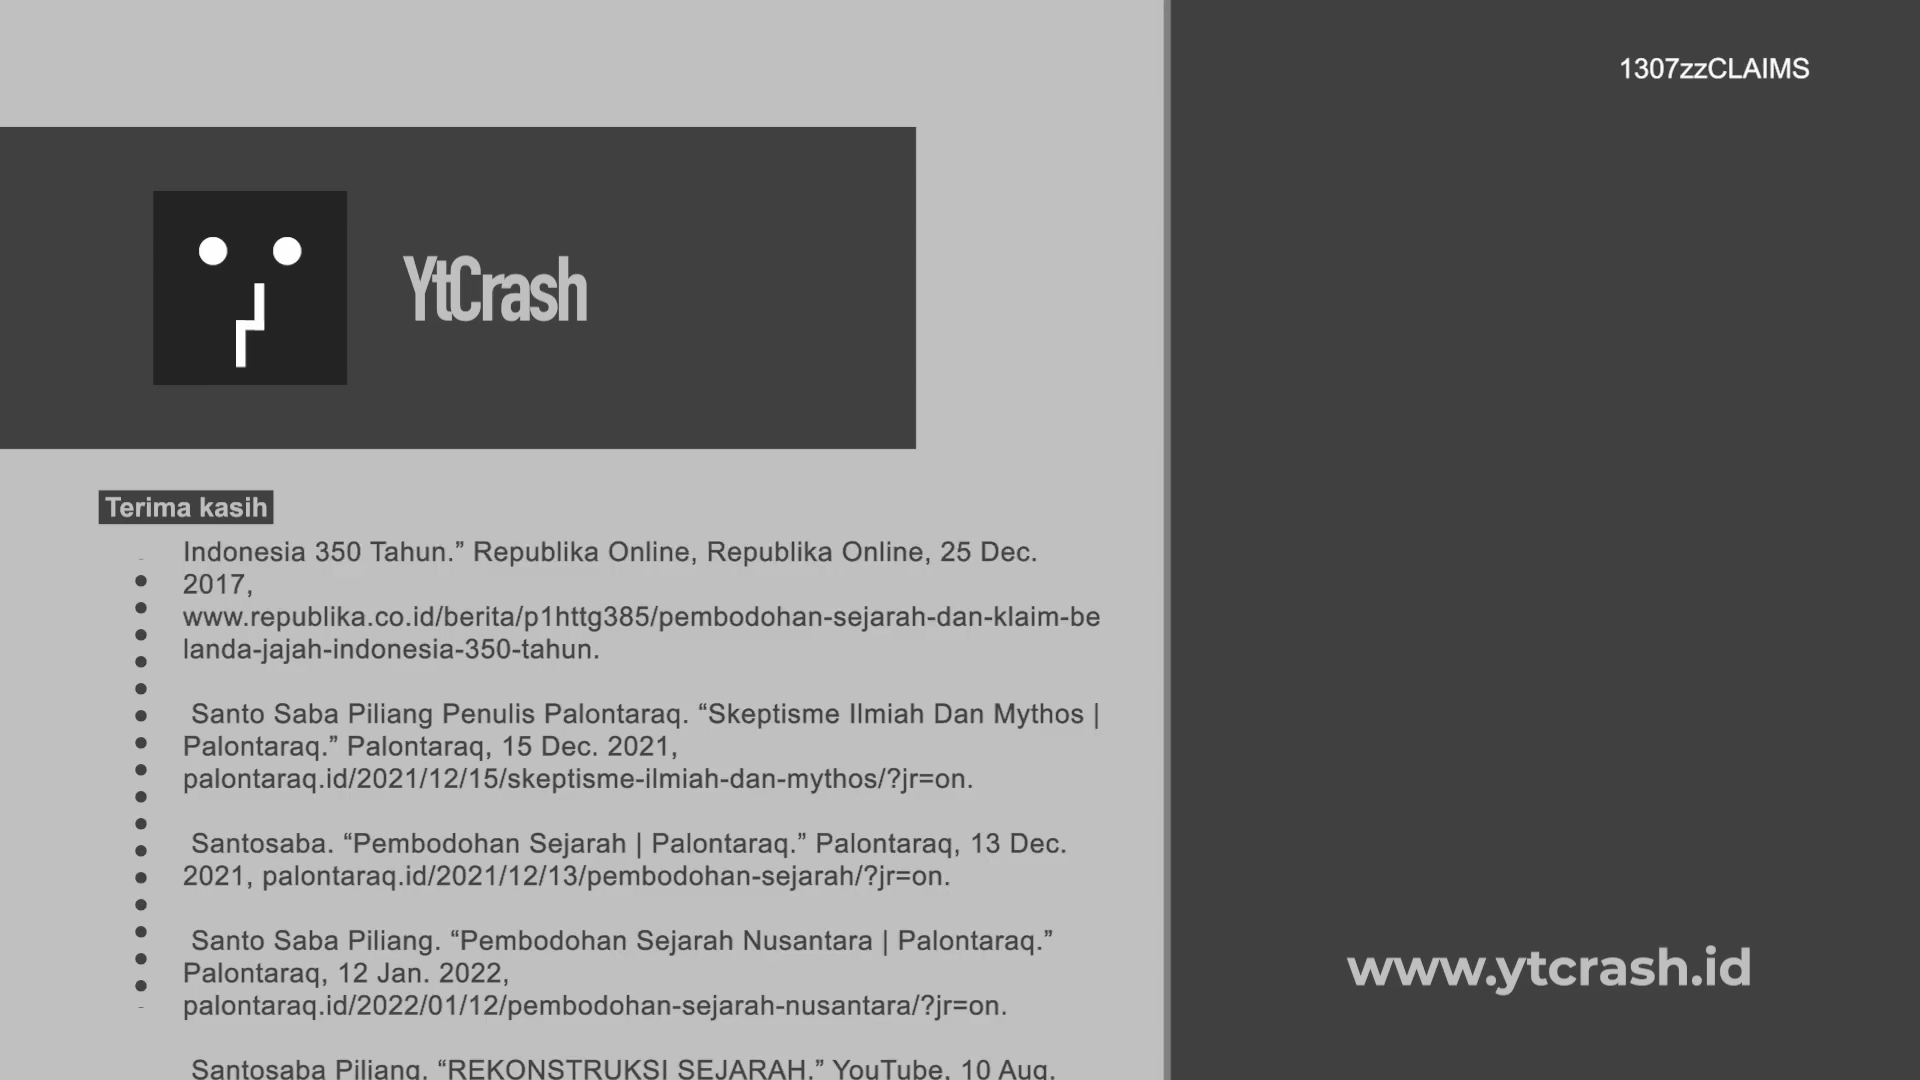 1307zzCLAIMS
YtCrash
Terima kasih
Indonesia 350 Tahun.” Republika Online, Republika Online, 25 Dec.
2017,
www.republika.co.id/berita/p1httg385/pembodohan-sejarah-dan-klaim-be
landa-jajah-indonesia-350-tahun.
Santo Saba Piliang Penulis Palontaraq. “Skeptisme Ilmiah Dan Mythos |
Palontaraq.” Palontaraq, 15 Dec. 2021,
palontaraq.id/2021/12/15/skeptisme-ilmiah-dan-mythos/?jr=on.
Santosaba. “Pembodohan Sejarah | Palontaraq.” Palontaraq, 13 Dec.
2021, palontaraq.id/2021/12/13/pembodohan-sejarah/?jr=on.
Santo Saba Piliang. “Pembodohan Sejarah Nusantara | Palontaraq.”
Palontaraq, 12 Jan. 2022,
palontaraq.id/2022/01/12/pembodohan-sejarah-nusantara/?jr=on.
Santosaba Piliang. “REKONSTRUKSI SEJARAH.” YouTube, 10 Aug.
www.ytcrash.id